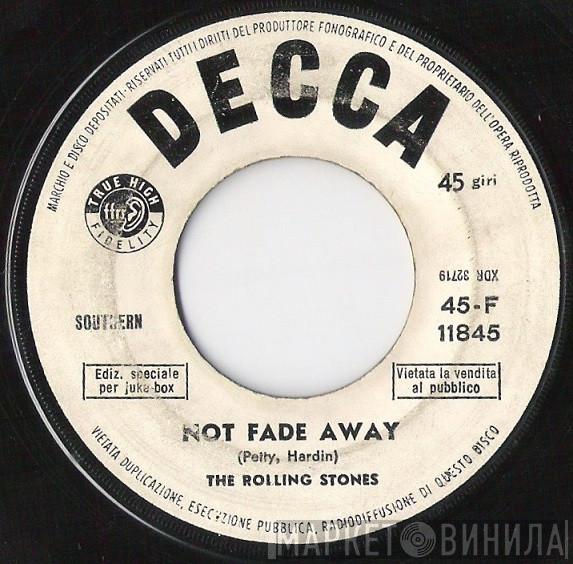 MARCHIO E DISCO DEPOSITATI - RISERVATI TUTTI I DIRITTI DEL PRODUTTORE FONOGRAFICO E DEL PROPRIETARIO DELL'OPERA RIPRODOTTA
DECCA
45 giri
TRUE HIGH
ffrr
FIDELITY
XDR 32719
45-F
11845
SOUTHERN
Ediz. speciale
per juke-box
Vietata la vendita
al pubblico
NOT FADE AWAY
(Petty, Hardin)
THE ROLLING STONES
VIETATA DUPLICAZIONE, ESECUZIONE PUBBLICA, RADIODIFFUSIONE DI QUESTO DISCO
МАРКЕТ ВИНИЛА